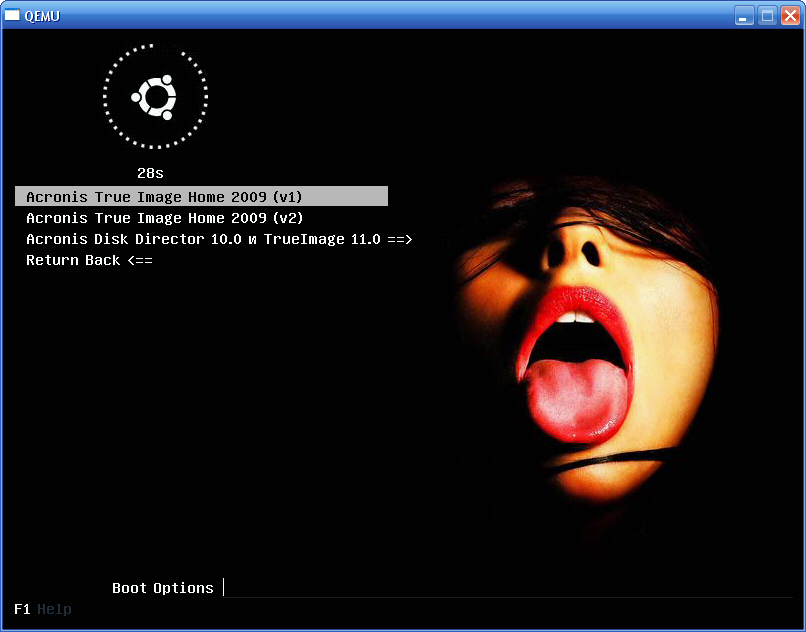 QEMU
28s
Acronis True Image Home 2009 (v1)
Acronis True Image Home 2009 (v2)
Acronis Disk Director 10.0 и TrueImage 11.0 ==>
Return Back <==
Boot Options
F1 Help